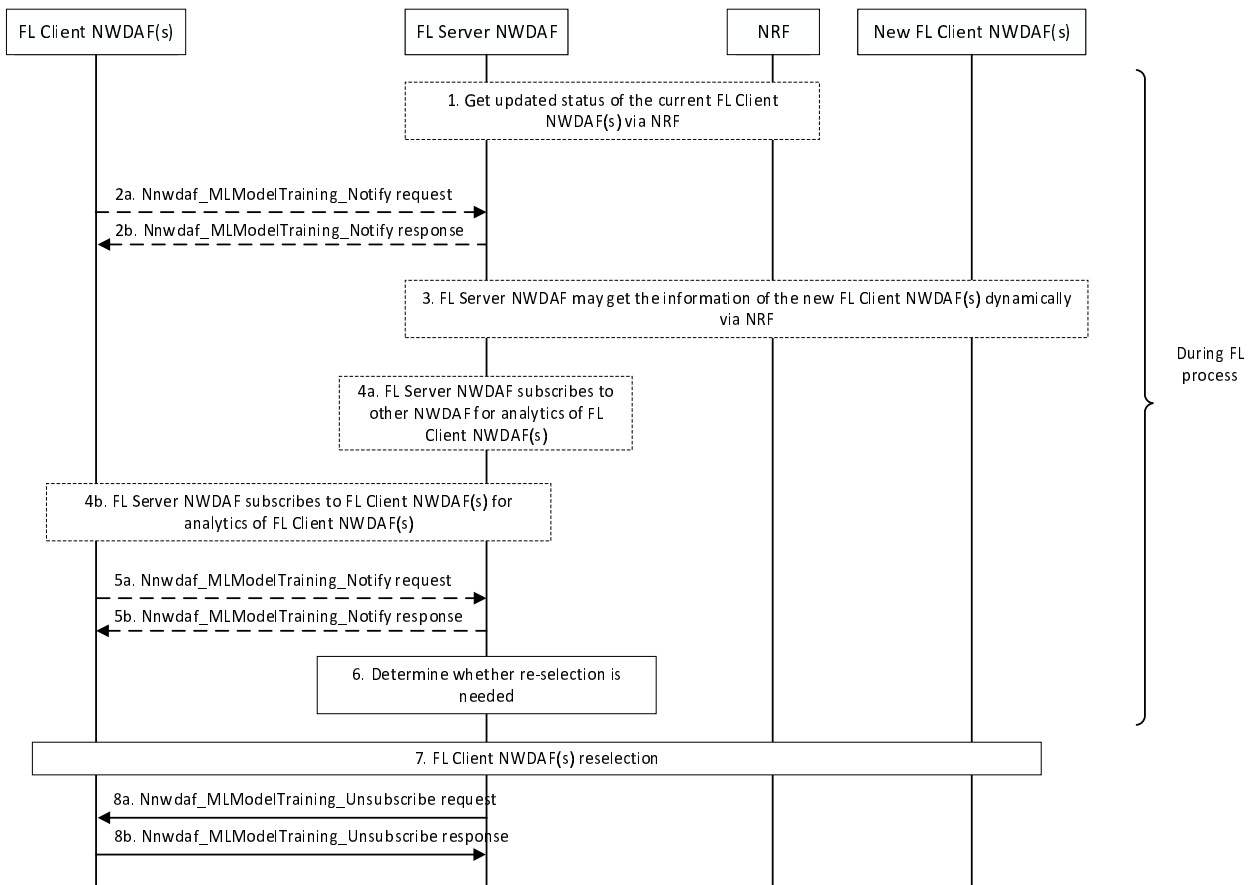 FL Client NWDAF(s)
FL Server NWDAF
NRF
New FL Client NWDAF(s)
1. Get updated status of the current FL Client
NWDAF(s) via NRF
2a. Nnwdaf_MLModelTraining_Notify request
2b. Nnwdaf_MLModelTraining_Notify response
3. FL Server NWDAF may get the information of the new FL Client NWDAF(s) dynamically
via NRF
During FL
process
4a. FL Server NWDAF subscribes to
other NWDAF for analytics of FL
Client NWDAF(s)
4b. FL Server NWDAF subscribes to FL Client NWDAF(s) for
analytics of FL Client NWDAF(s)
5a. Nnwdaf_MLModelTraining_Notify request
5b. Nnwdaf_MLModelTraining_Notify response
6. Determine whether re-selection is
needed
7. FL Client NWDAF(s) reselection
8a. Nnwdaf_MLModelTraining_Unsubscribe request
8b. Nnwdaf_MLModelTraining_Unsubscribe response